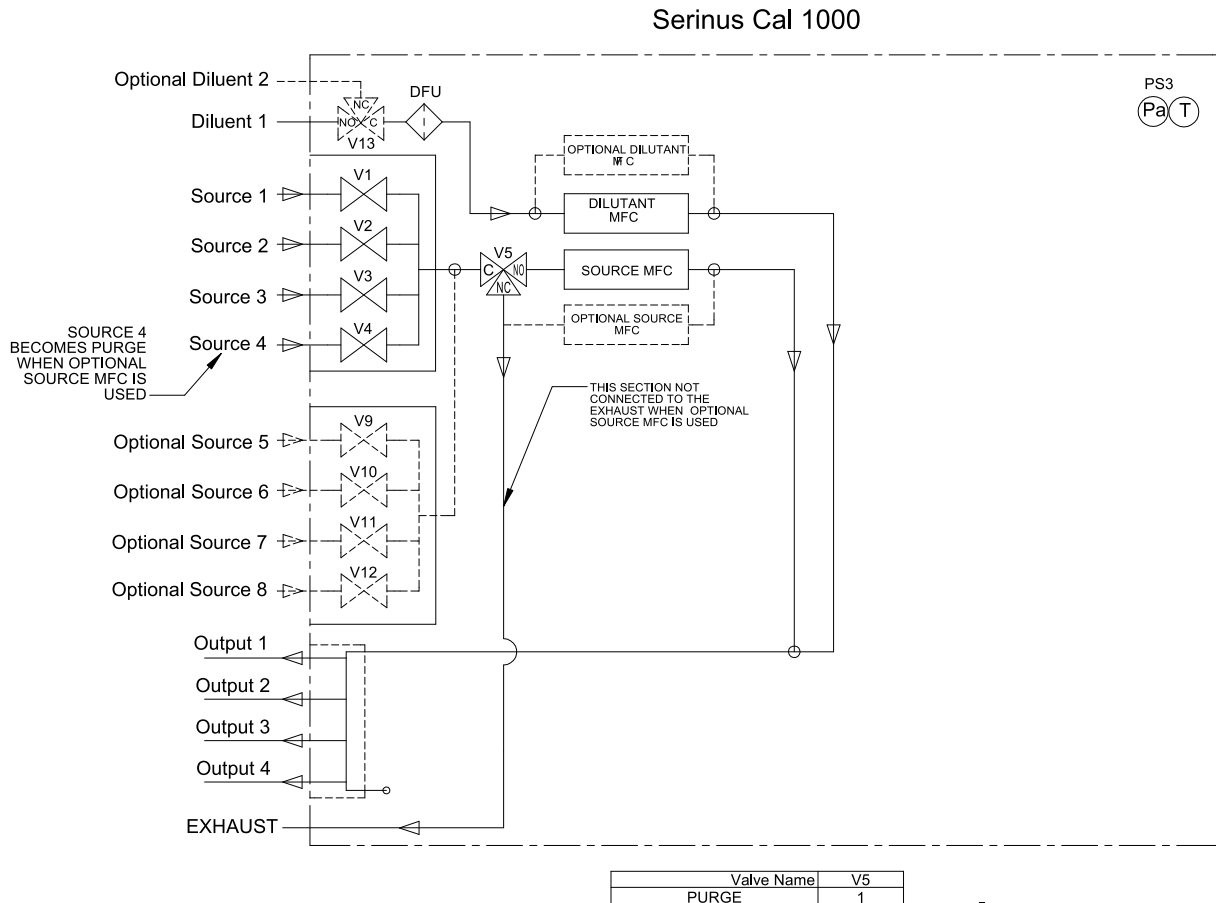 Serinus Cal 1000
Optional Diluent 2
Diluent 1
NC
NO
C
V13
DFU
PS3
Pa
T
OPTIONAL DILUTANT
DILUTANT
MFC
Source 1
V1
Source 2
V2
Source 3
V3
Source 4
V4
SOURCE 4
BECOMES PURGE
WHEN OPTIONAL
SOURCE MFC IS
USED
V5
C
NO
NC
SOURCE MFC
OPTIONAL SOURCE
MFC
THIS SECTION NOT
CONNECTED TO THE
EXHAUST WHEN OPTIONAL
SOURCE MFC IS USED
Optional Source 5
V9
Optional Source 6
V10
Optional Source 7
V11
Optional Source 8
V12
Output 1
Output 2
Output 3
Output 4
EXHAUST
Valve Name V5
PURGE 1